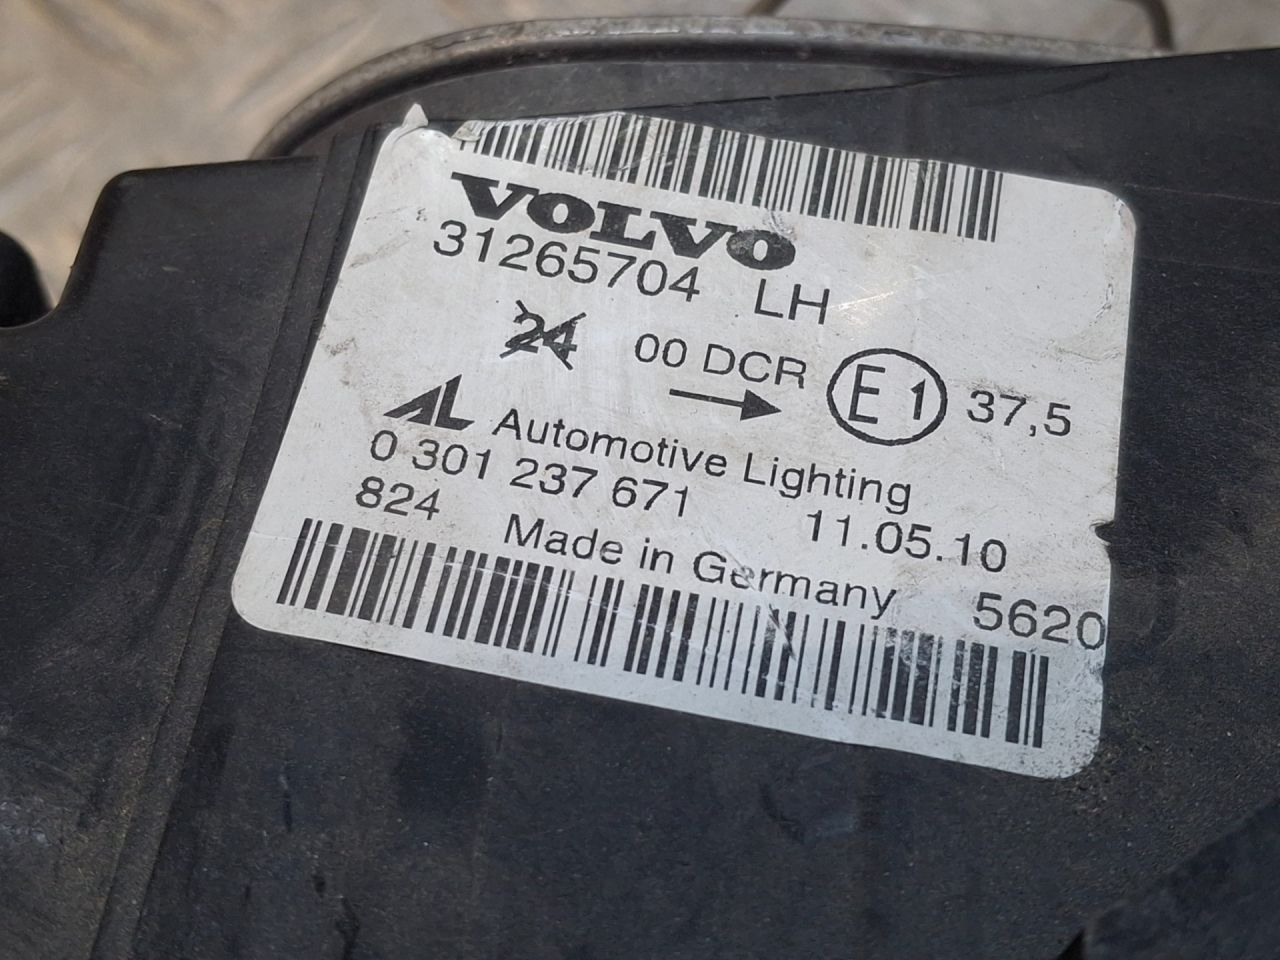 VOLVO
31265704 LH
24 00 DCR E1 37,5
AL Automotive Lighting
0 301 237 671 11.05.10
824 Made in Germany 5620